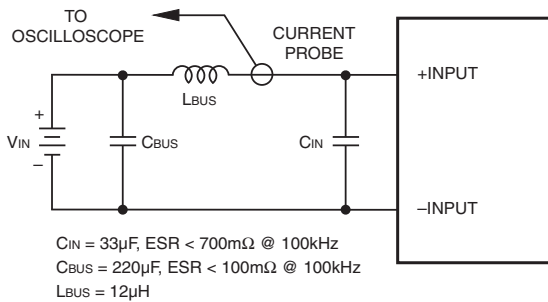 TO
OSCILLOSCOPE
CURRENT
PROBE
+INPUT
LBUS
+
VIN
–
CBUS
CIN
–INPUT
CIN = 33µF, ESR < 700mΩ @ 100kHz
CBUS = 220µF, ESR < 100mΩ @ 100kHz
LBUS = 12µH